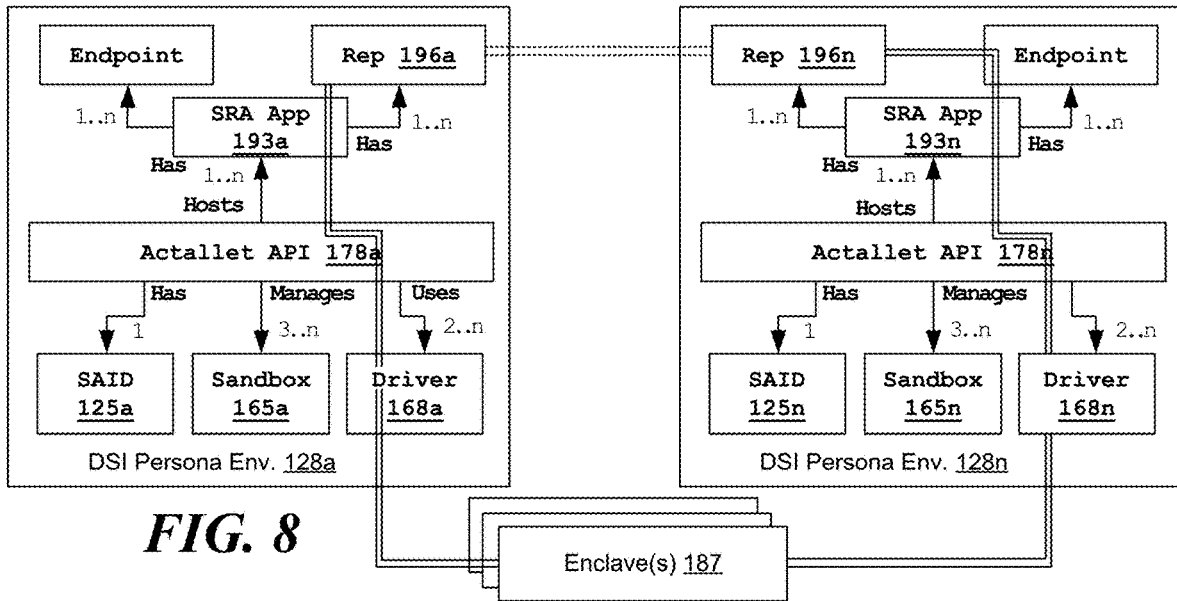 Endpoint
Rep 196a
Rep 196n
Endpoint
1..n
SRA App
193a
1..n
1..n
SRA App
193n
1..n
Has
Has
Has
Has
1..n
1..n
Hosts
Hosts
Actallet API 178a
Actallet API 178n
Has
Manages
Uses
Has
Manages
1
3..n
2..n
1
3..n
2..n
SAID
125a
Sandbox
165a
Driver
168a
SAID
125n
Sandbox
165n
Driver
168n
DSI Persona Env. 128a
DSI Persona Env. 128n
FIG. 8
Enclave(s) 187